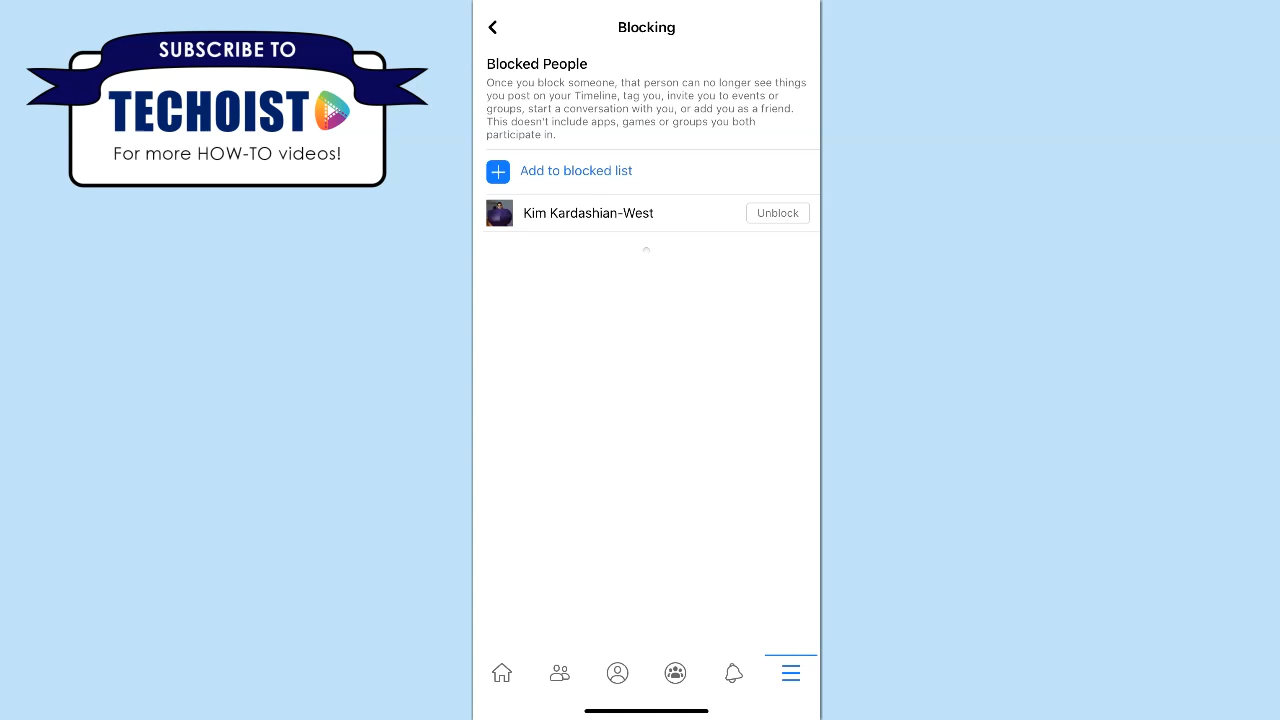 SUBSCRIBE TO
TECHOIST
For more HOW-TO videos!
Blocking
Blocked People
Once you block someone, that person can no longer see things
you post on your Timeline, tag you, invite you to events or
groups, start a conversation with you, or add you as a friend.
This doesn't include apps, games or groups you both
participate in.
Add to blocked list
Kim Kardashian-West
Unblock